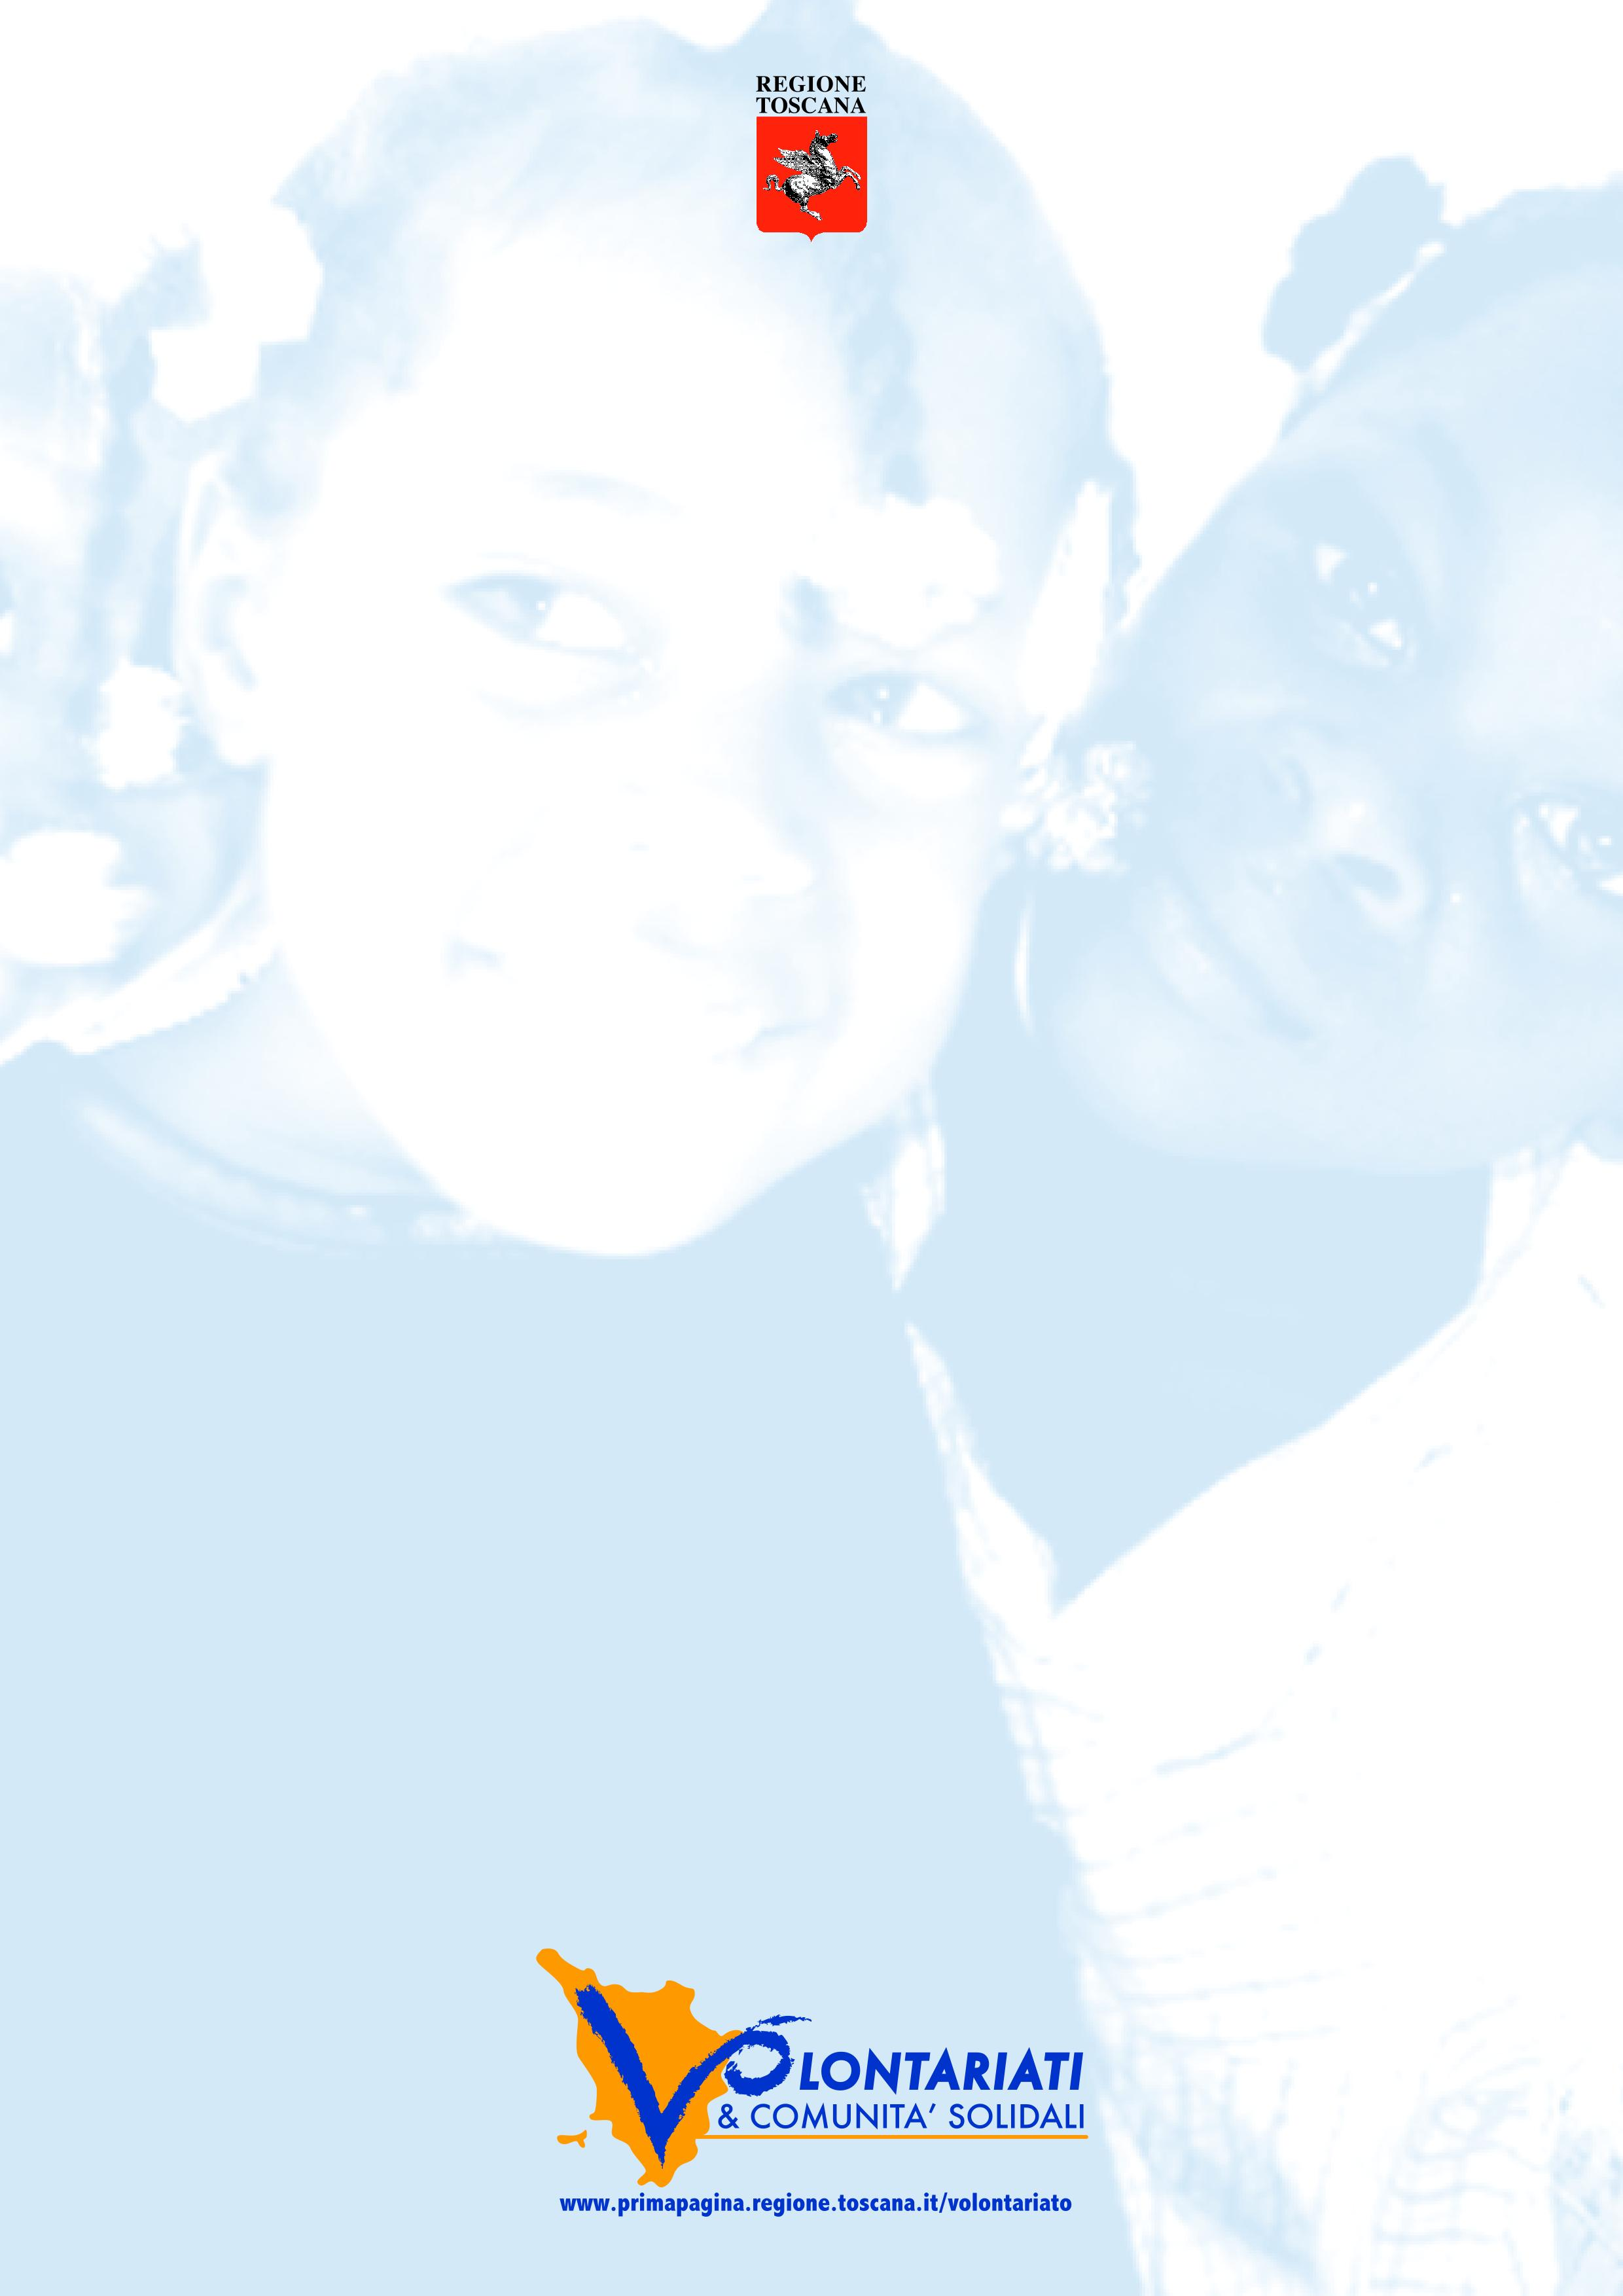 REGIONE
TOSCANA
VOLONTARIATI
& COMUNITA' SOLIDALI
www.primapagina.regione.toscana.it/volontariato